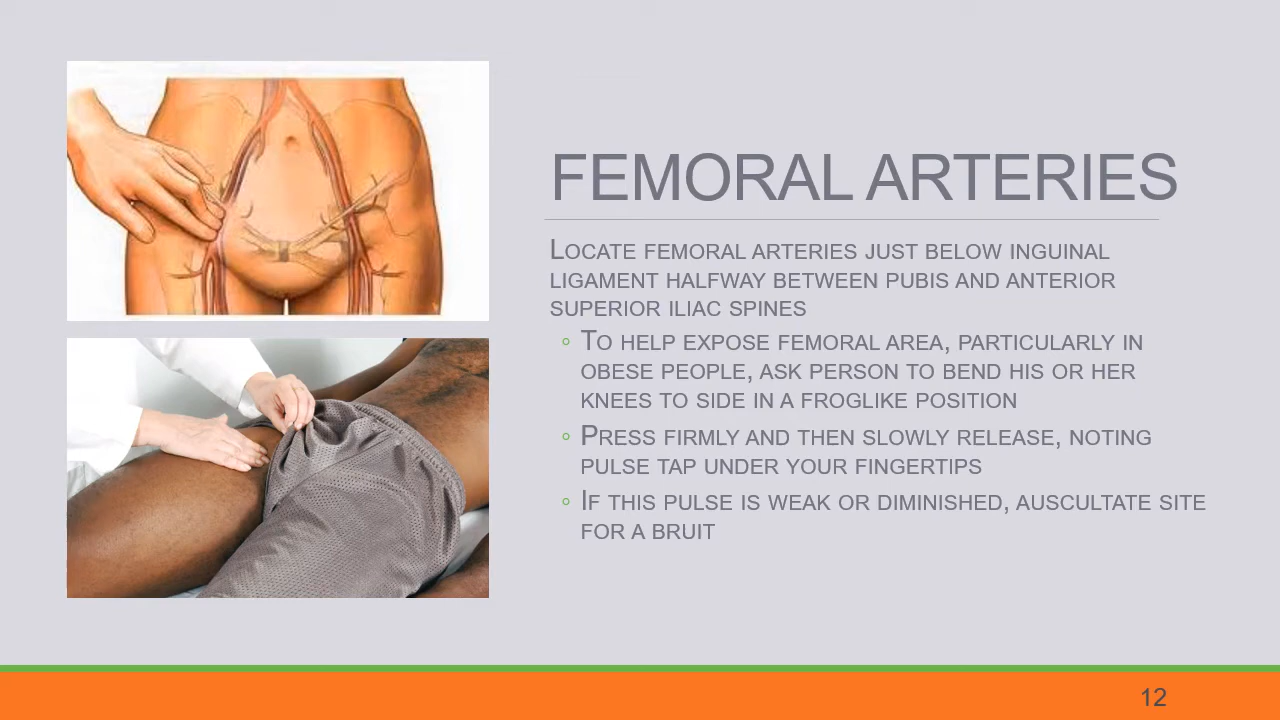 FEMORAL ARTERIES
LOCATE FEMORAL ARTERIES JUST BELOW INGUINAL
LIGAMENT HALFWAY BETWEEN PUBIS AND ANTERIOR
SUPERIOR ILIAC SPINES
◦ TO HELP EXPOSE FEMORAL AREA, PARTICULARLY IN
OBESE PEOPLE, ASK PERSON TO BEND HIS OR HER
KNEES TO SIDE IN A FROGLIKE POSITION
◦ PRESS FIRMLY AND THEN SLOWLY RELEASE, NOTING
PULSE TAP UNDER YOUR FINGERTIPS
◦ IF THIS PULSE IS WEAK OR DIMINISHED, AUSCULTATE SITE
FOR A BRUIT
12